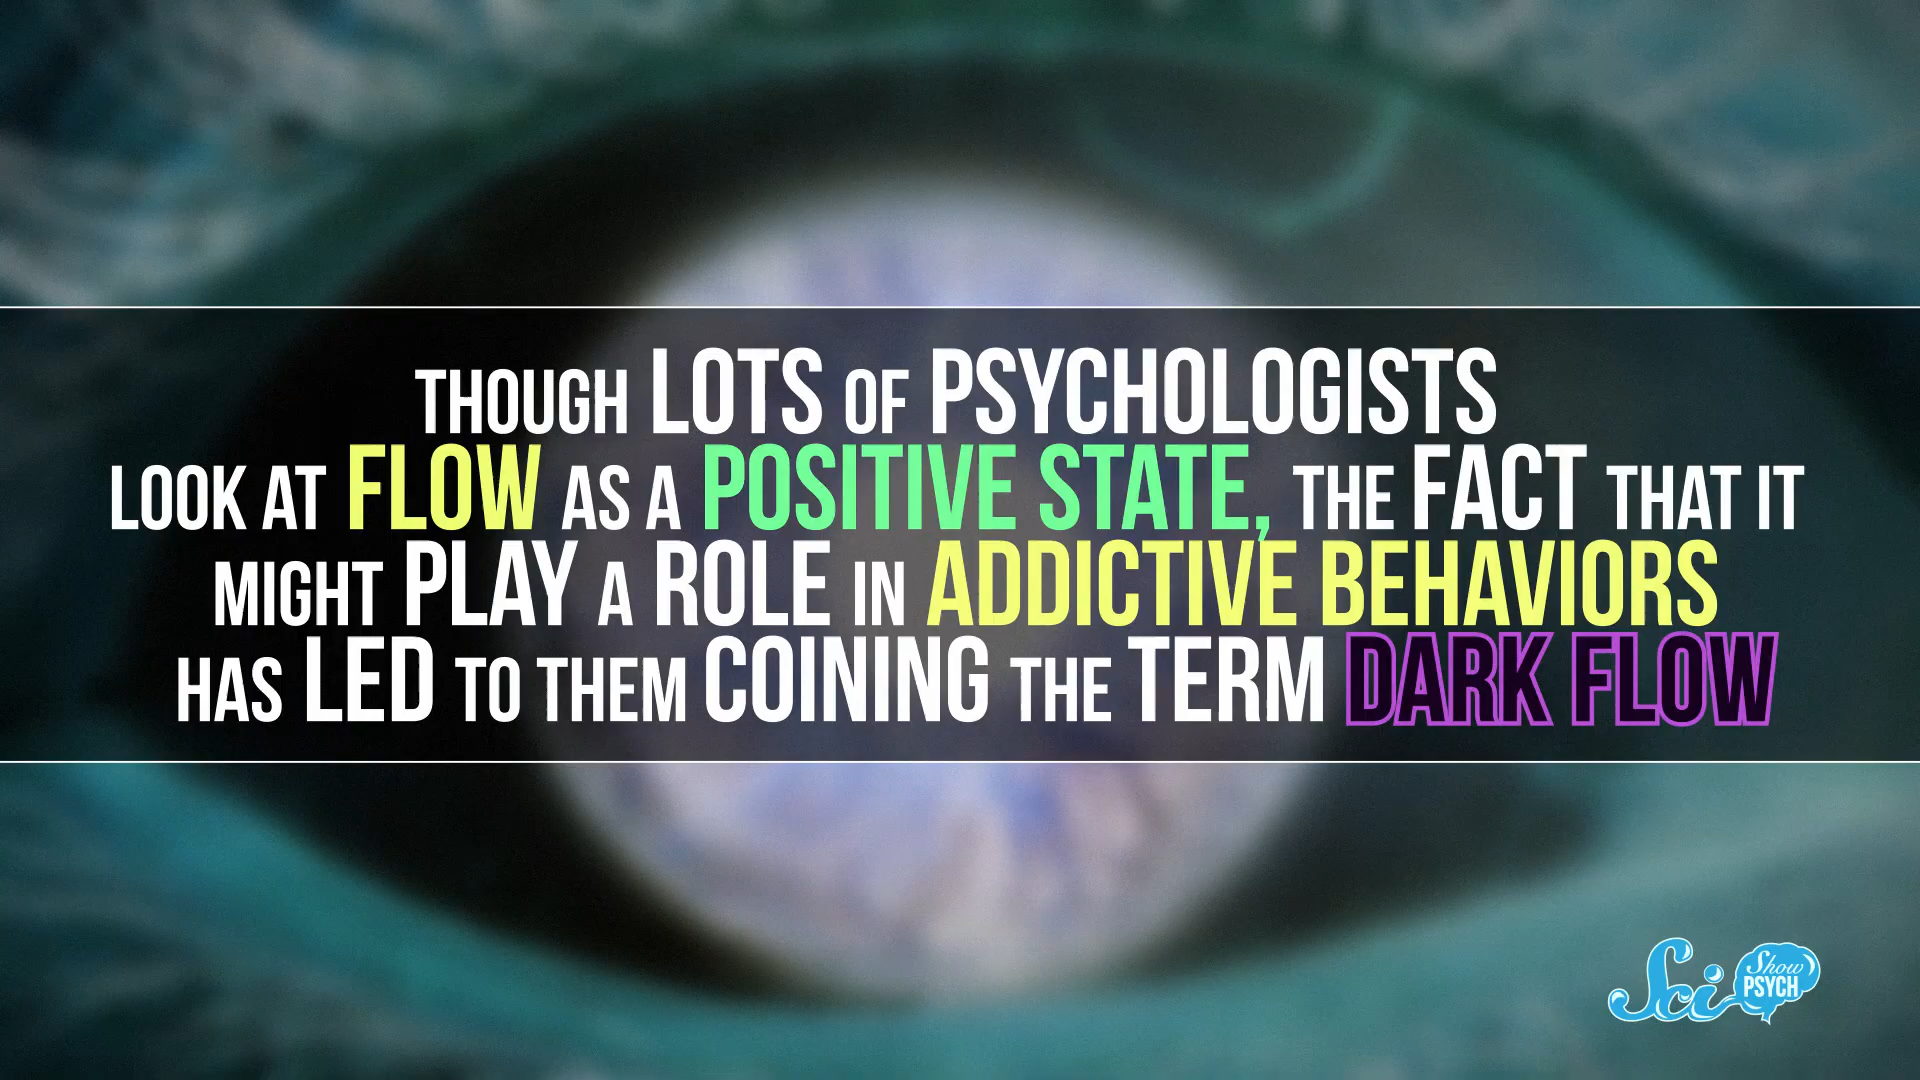 THOUGH LOTS OF PSYCHOLOGISTS
LOOK AT FLOW AS A POSITIVE STATE, THE FACT THAT IT
MIGHT PLAY A ROLE IN ADDICTIVE BEHAVIORS
HAS LED TO THEM COINING THE TERM DARK FLOW
Sci Show PSYCH